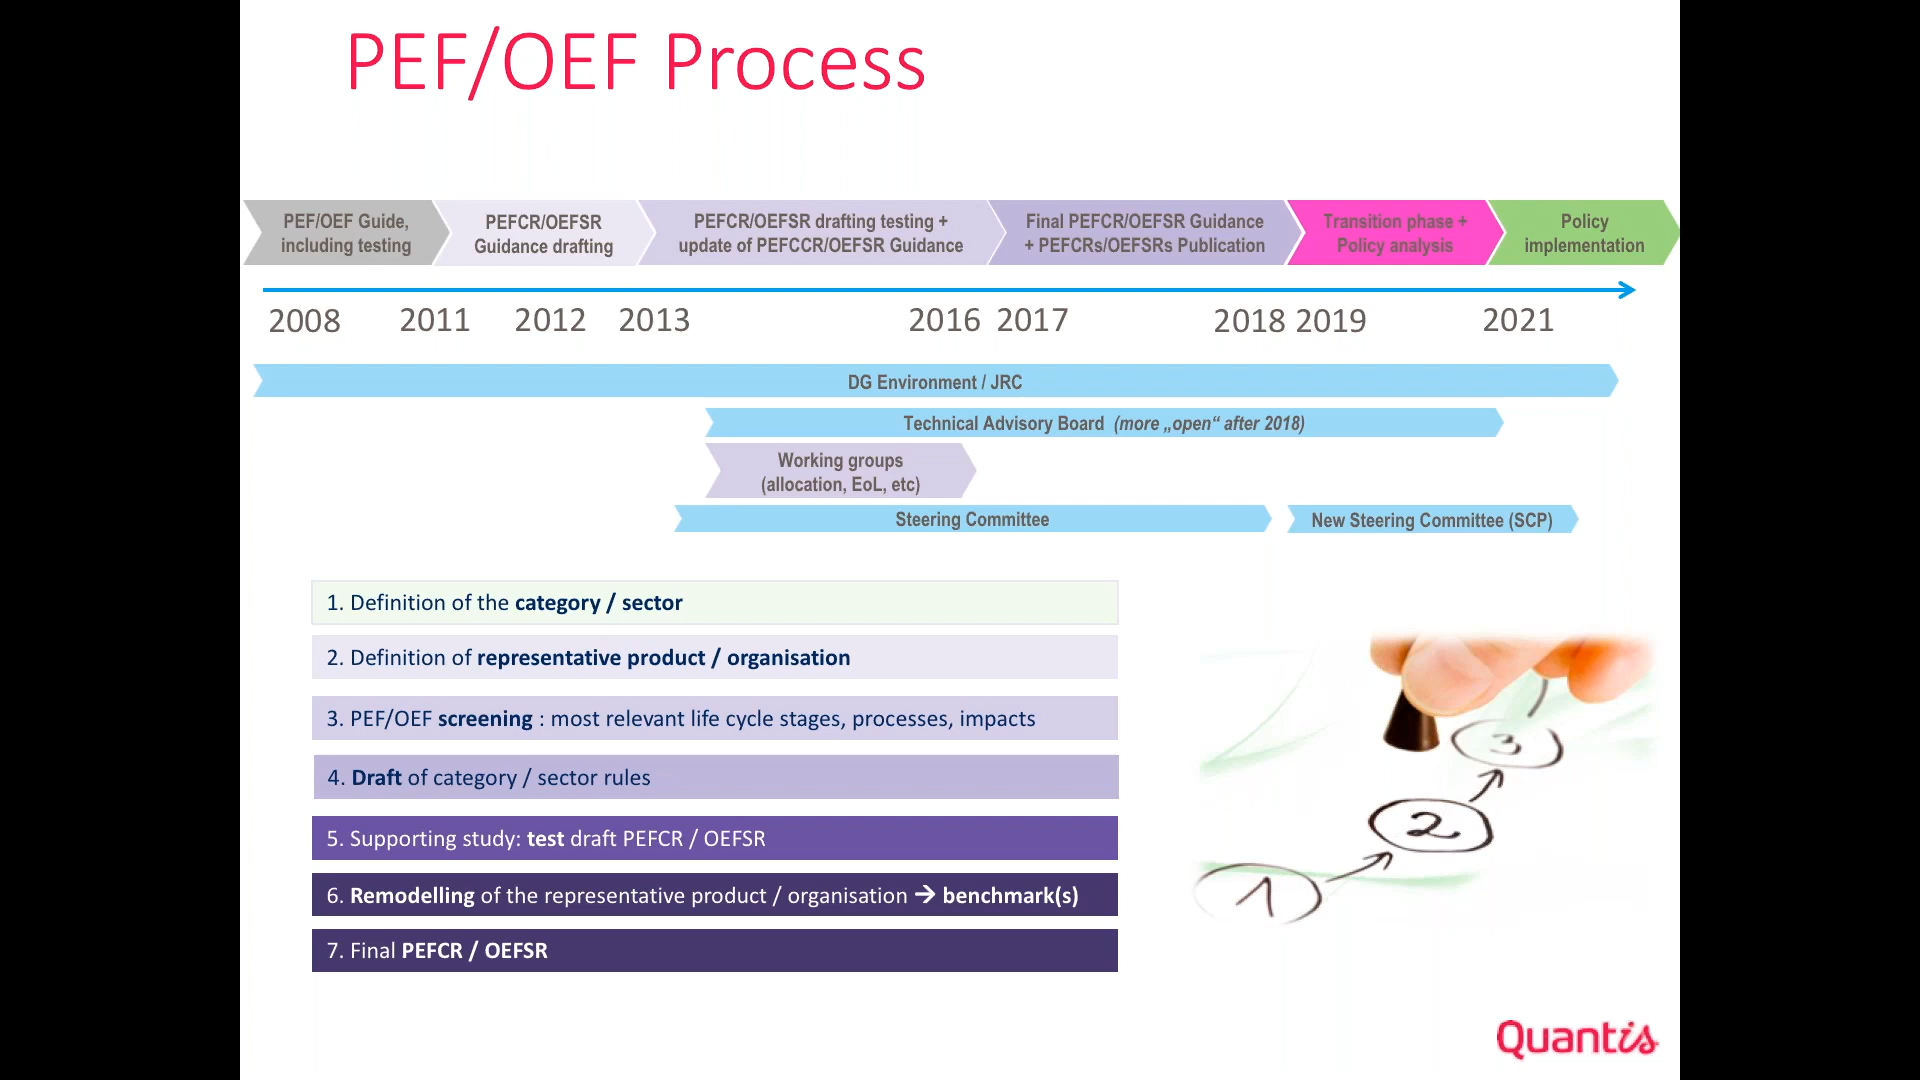 PEF/OEF Process
PEF/OEF Guide,
including testing
PEFCR/OEFSR
Guidance drafting
PEFCR/OEFSR drafting testing +
update of PEFCCR/OEFSR Guidance
Final PEFCR/OEFSR Guidance
+ PEFCRs/OEFSRs Publication
Transition phase +
Policy analysis
Policy
implementation
2008 2011 2012 2013 2016 2017 2018 2019 2021
DG Environment / JRC
Technical Advisory Board (more „open“ after 2018)
Working groups
(allocation, EoL, etc)
Steering Committee
New Steering Committee (SCP)
1. Definition of the category / sector
2. Definition of representative product / organisation
3. PEF/OEF screening : most relevant life cycle stages, processes, impacts
4. Draft of category / sector rules
5. Supporting study: test draft PEFCR / OEFSR
6. Remodelling of the representative product / organisation → benchmark(s)
7. Final PEFCR / OEFSR
3
2
1
Quantis